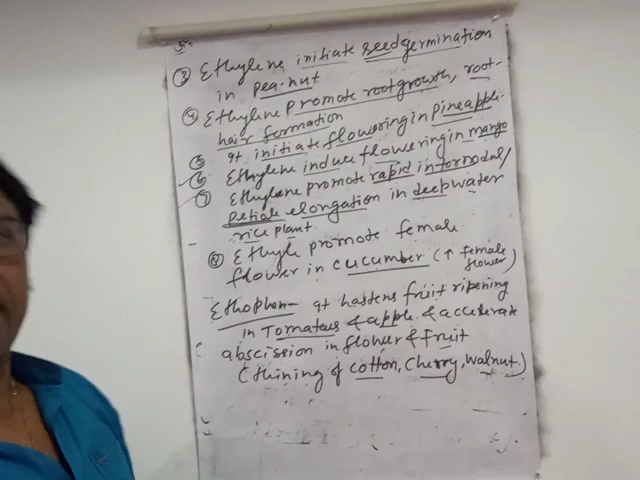 ॐ
③ Ethylene initiate seed germination
in pea-nut
④ Ethylene promote root growth, root-
hair formation
⑤ It initiate flowering in pineapple.
⑥ Ethylene induce flowering in mango
⑦ Ethylene promote rapid internodal/
petiole elongation in deep water
rice plant.
⑧ Ethyle promote female
flower in cucumber (↑ female
flower)
Ethophon- It hastens fruit ripening
in Tomatoes & apple & accelerate
abscission in flower & fruit
(thining of cotton, cherry, walnut)